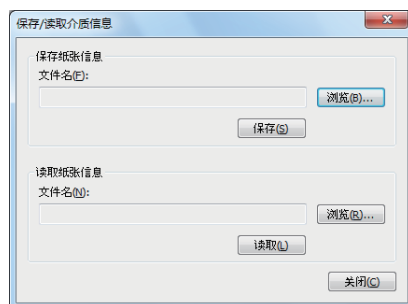 保存/读取介质信息
保存纸张信息
文件名(F):
浏览(B)...
保存(S)
读取纸张信息
文件名(N):
浏览(R)...
读取(L)
关闭(C)